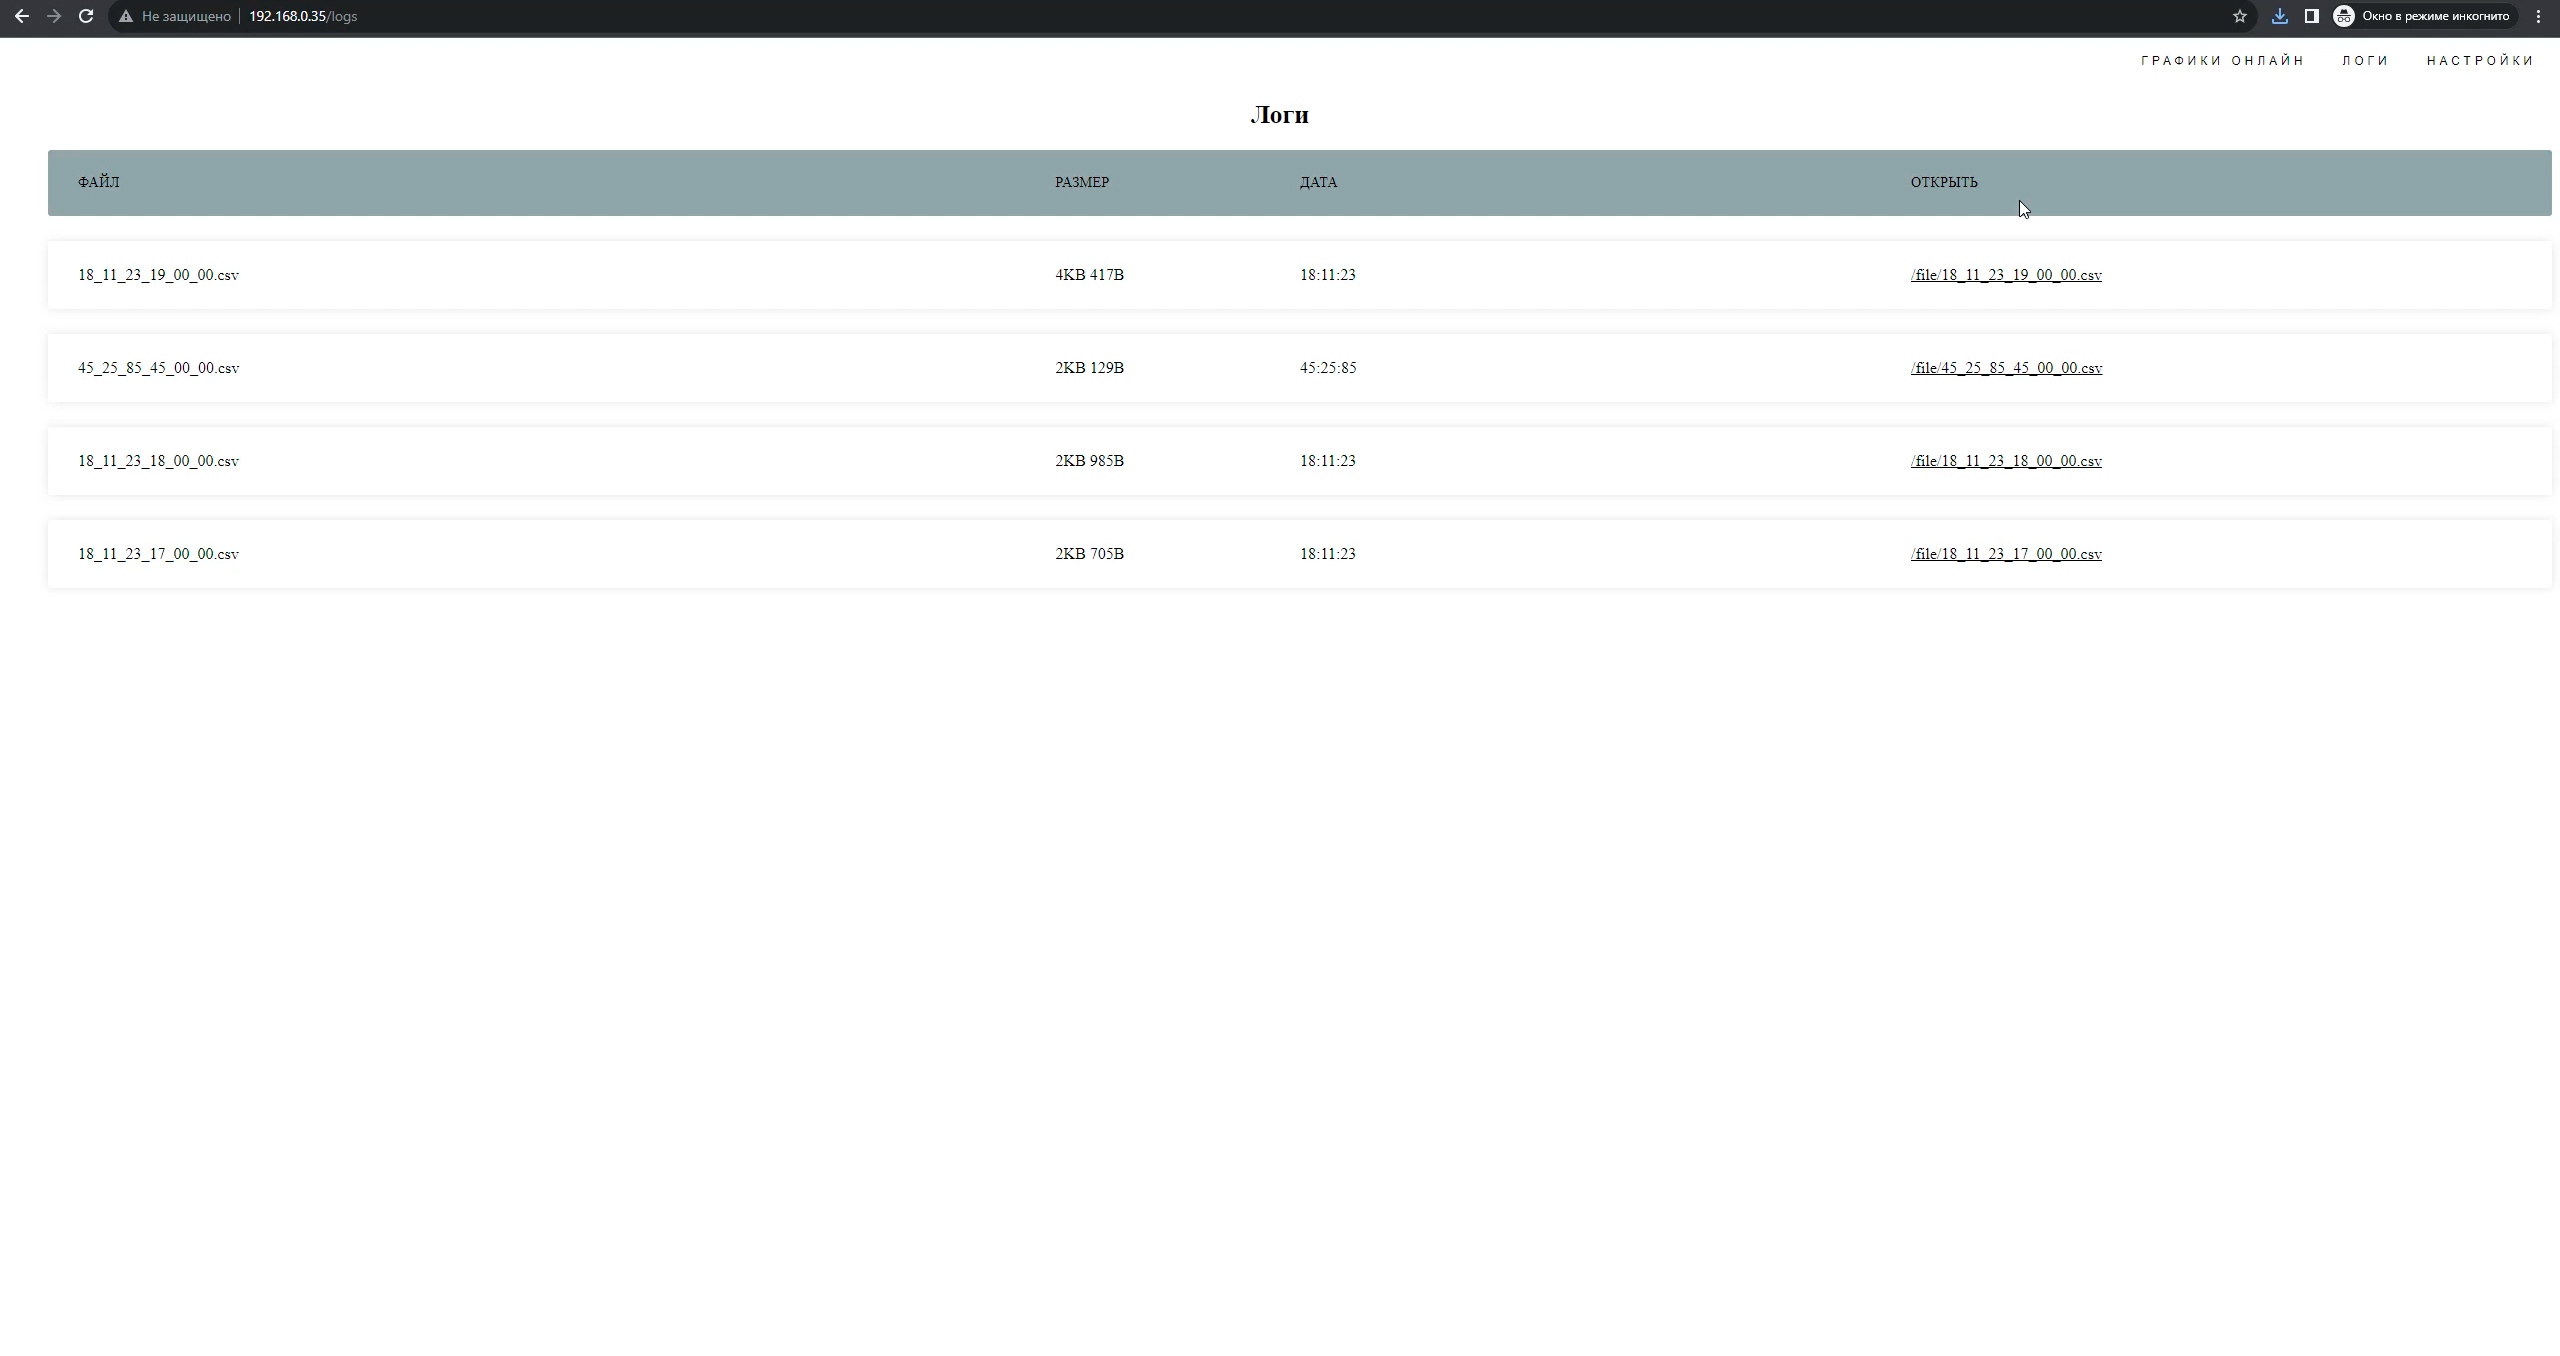 Не защищено 192.168.0.35/logs Окно в режиме инкогнито
ГРАФИКИ ОНЛАЙН ЛОГИ НАСТРОЙКИ
Логи
ФАЙЛ РАЗМЕР ДАТА ОТКРЫТЬ
18_11_23_19_00_00.csv 4KB 417B 18:11:23 /file/18_11_23_19_00_00.csv
45_25_85_45_00_00.csv 2KB 129B 45:25:85 /file/45_25_85_45_00_00.csv
18_11_23_18_00_00.csv 2KB 985B 18:11:23 /file/18_11_23_18_00_00.csv
18_11_23_17_00_00.csv 2KB 705B 18:11:23 /file/18_11_23_17_00_00.csv